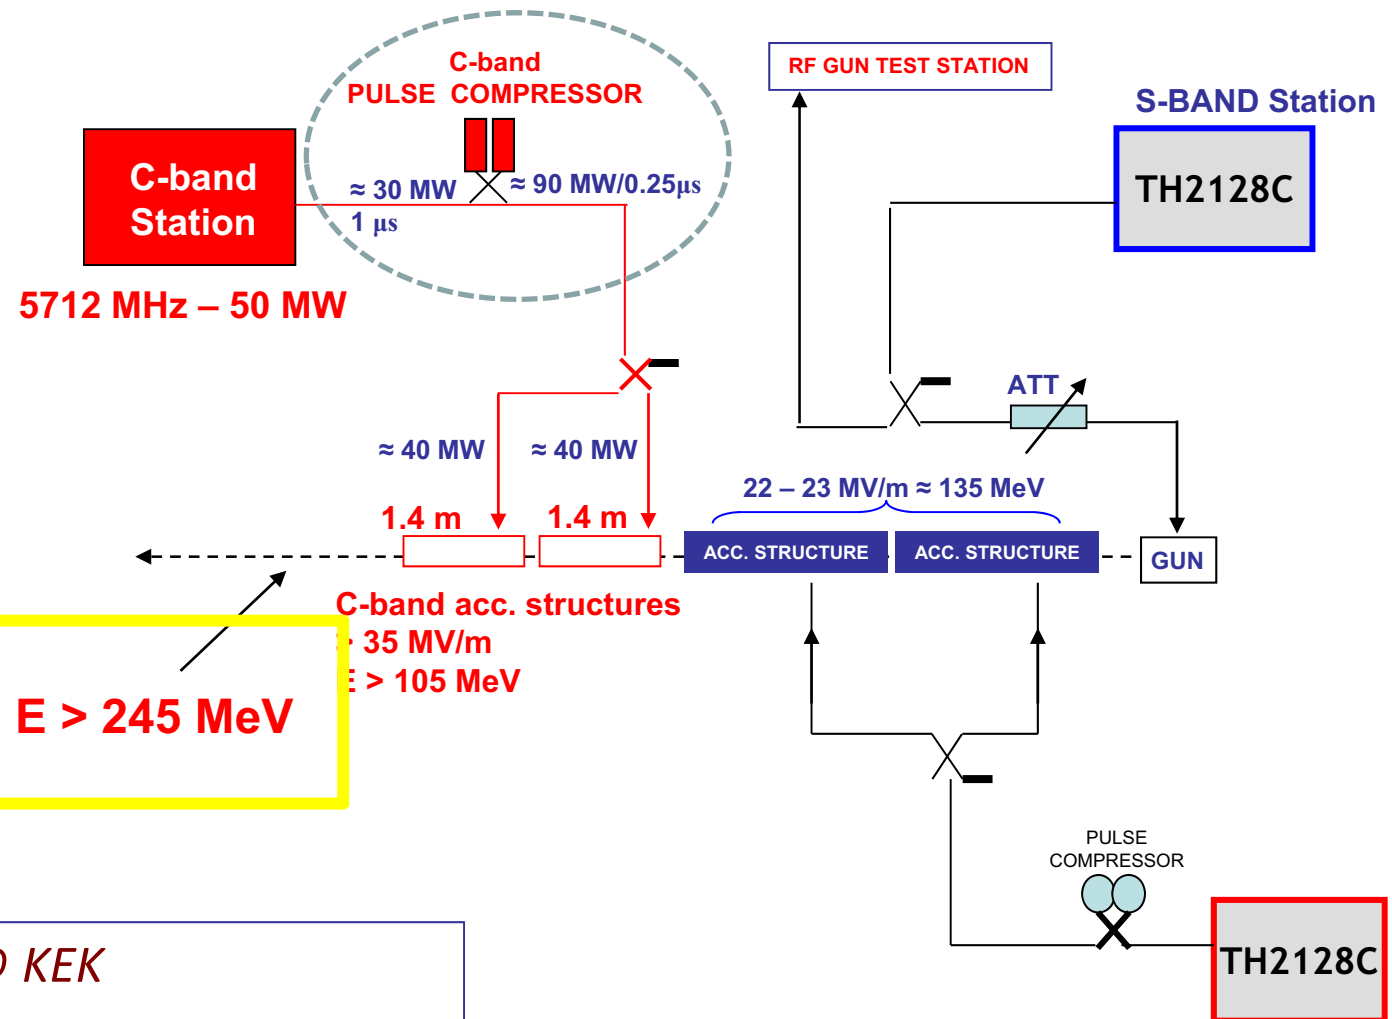 C-band
PULSE COMPRESSOR
RF GUN TEST STATION
S-BAND Station
C-band
Station
≈ 30 MW
≈ 90 MW/0.25μs
1 μs
TH2128C
5712 MHz – 50 MW
ATT
≈ 40 MW
≈ 40 MW
22 – 23 MV/m ≈ 135 MeV
1.4 m
1.4 m
ACC. STRUCTURE
ACC. STRUCTURE
GUN
C-band acc. structures
35 MV/m
> 105 MeV
E > 245 MeV
PULSE
COMPRESSOR
KEK
TH2128C